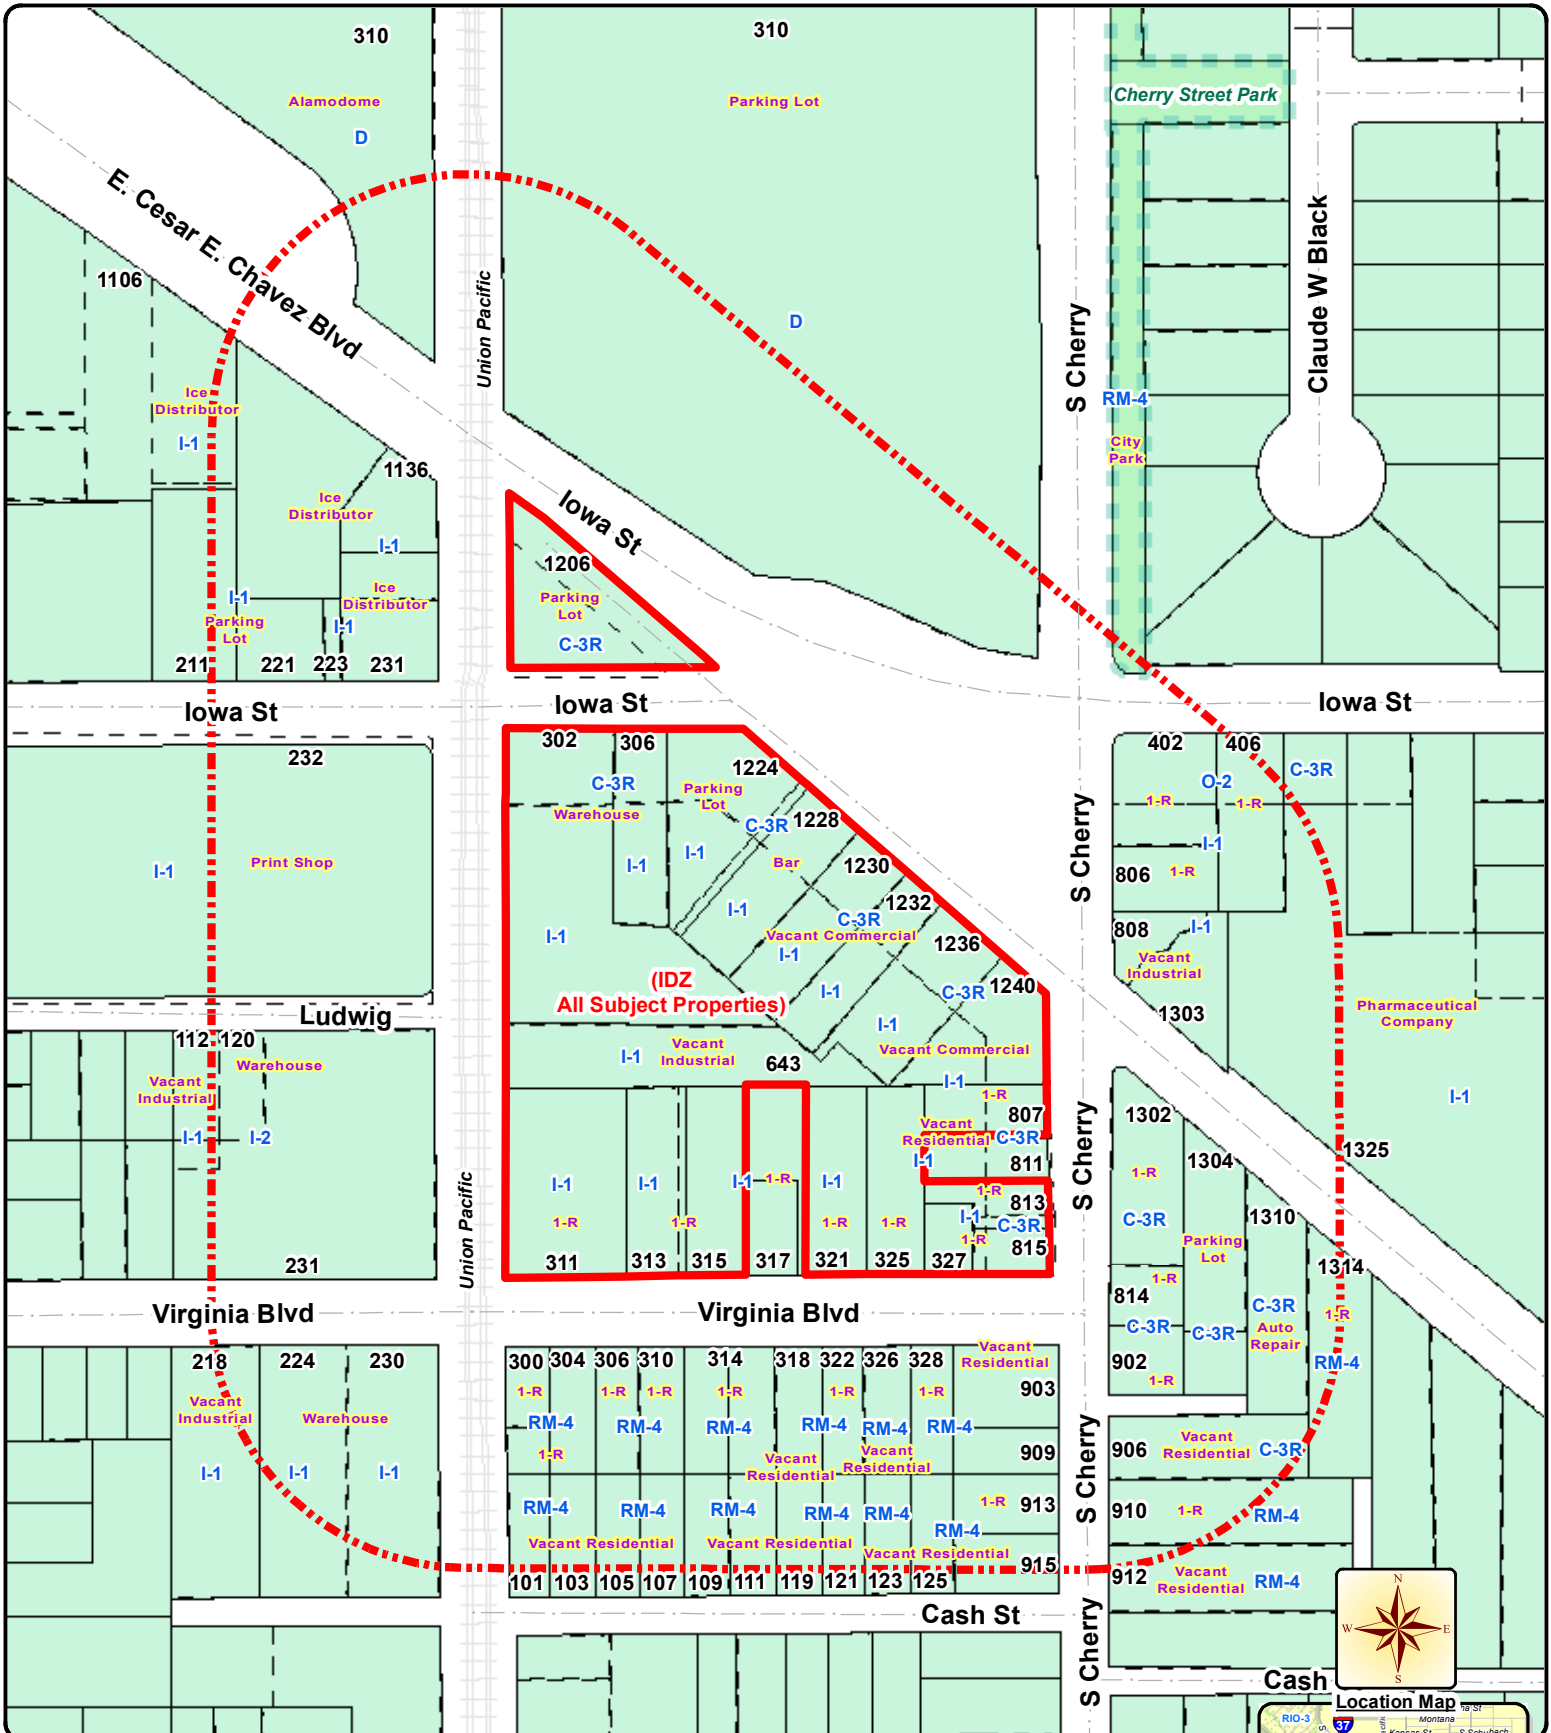 310
310
Alamodome
Parking Lot
Cherry Street Park
D
E. Cesar E. Chavez Blvd
1106
Union Pacific
D
S Cherry
Claude W Black
Ice
Distributor
I-1
RM-4
City
Park
1136
Ice
Distributor
I-1
Iowa St
1206
Parking
Lot
C-3R
Ice
Distributor
I-1
I-1
Parking
Lot
211
221
223
231
Iowa St
Iowa St
Iowa St
232
302
306
1224
402
406
C-3R
C-3R
Parking
Lot
O-2
1-R
1-R
Warehouse
C-3R
1228
S Cherry
I-1
I-1
I-1
Print Shop
I-1
Bar
1230
806
1-R
I-1
I-1
C-3R
1232
Vacant Commercial
I-1
1236
808
I-1
Vacant
Industrial
(IDZ
All Subject Properties)
I-1
C-3R
1240
1303
Pharmaceutical
Company
Ludwig
I-1
112
120
Warehouse
I-1
Vacant
Industrial
643
Vacant Commercial
I-1
Vacant
Industrial
1-R
807
I-1
1302
S Cherry
I-1
I-2
Vacant
Residential
C-3R
1325
I-1
811
1304
I-1
I-1
I-1
1-R
I-1
1-R
1-R
813
1-R
1-R
1-R
1-R
I-1
C-3R
C-3R
1310
1-R
815
Parking
Lot
Union Pacific
231
311
313
315
317
321
325
327
1314
1-R
814
Virginia Blvd
Virginia Blvd
C-3R
1-R
C-3R
C-3R
Auto
Repair
218
224
230
300
304
306
310
314
318
322
326
328
Vacant
Residential
902
RM-4
1-R
1-R
1-R
1-R
1-R
1-R
903
1-R
Vacant
Industrial
Warehouse
RM-4
RM-4
RM-4
RM-4
RM-4
RM-4
S Cherry
1-R
Vacant
Residential
Vacant
Residential
909
906
Vacant
Residential
C-3R
I-1
I-1
I-1
RM-4
RM-4
RM-4
RM-4
RM-4
1-R
913
910
1-R
RM-4
RM-4
Vacant Residential
Vacant Residential
Vacant Residential
915
101
103
105
107
109
111
119
121
123
125
912
Vacant
Residential
RM-4
Cash St
S Cherry
N
W
E
S
Cash
Location Map
RIO-3
37
Montana